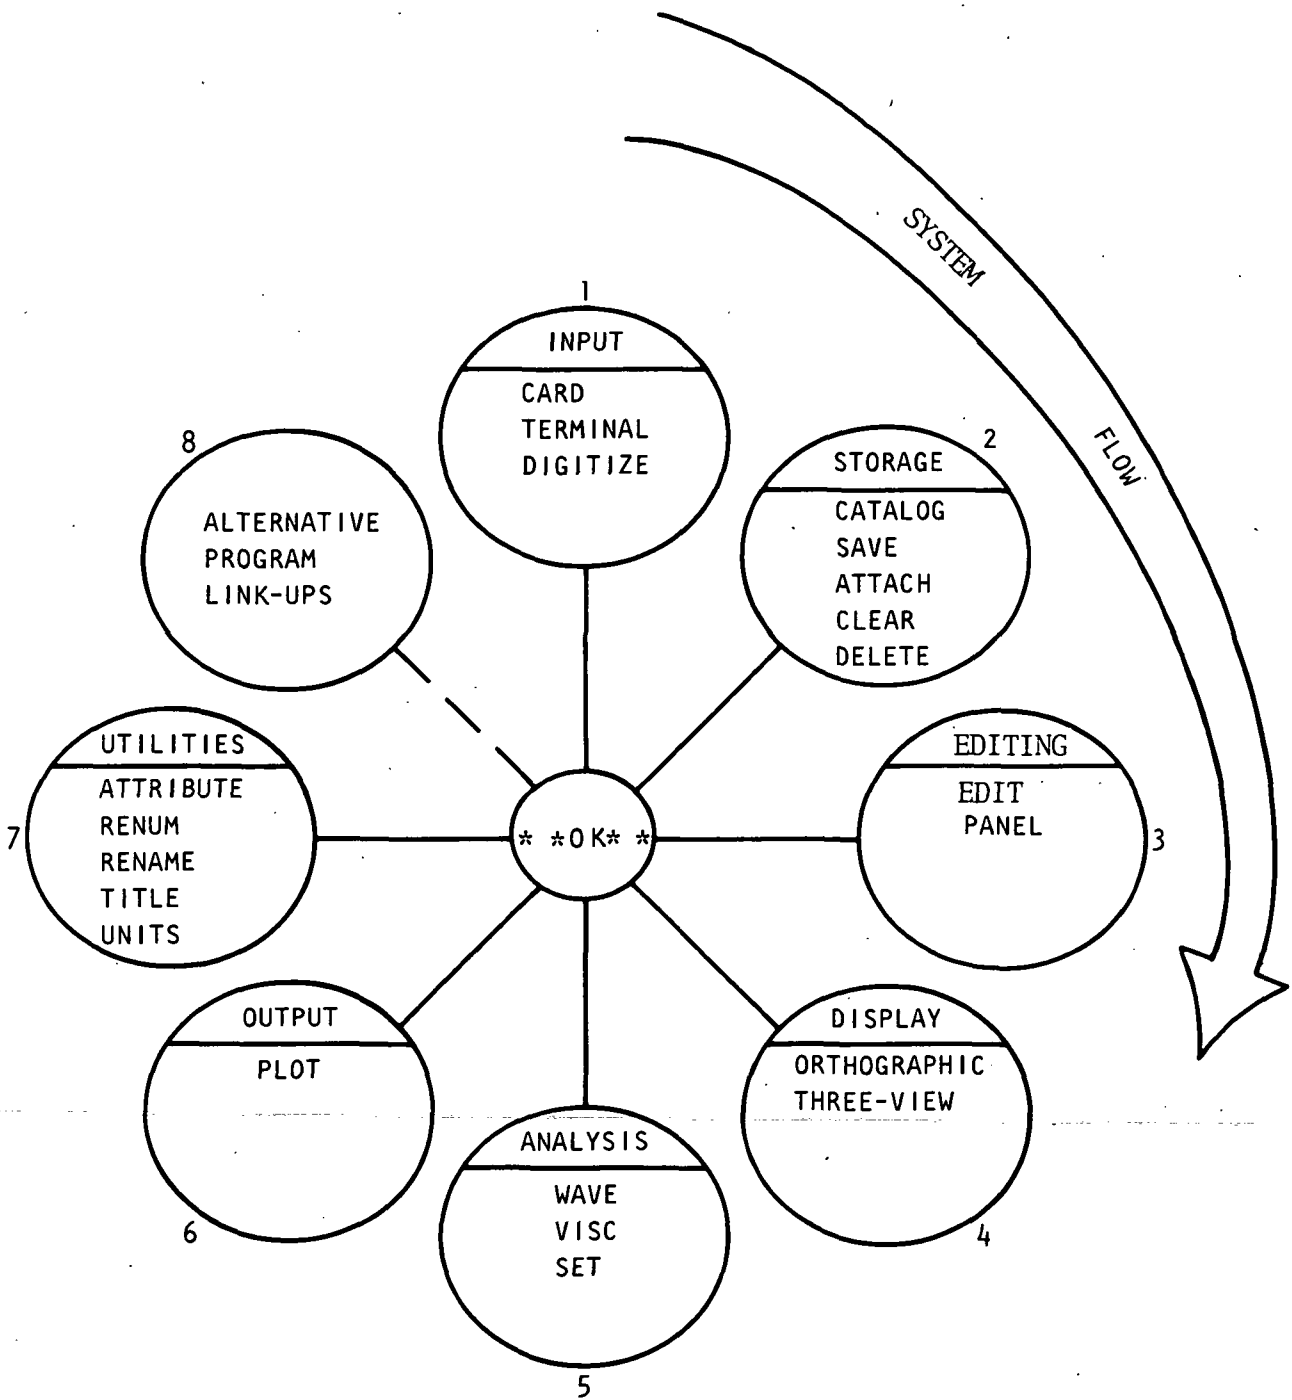 SYSTEM
FLOW
1
INPUT
CARD
TERMINAL
DIGITIZE
2
STORAGE
CATALOG
SAVE
ATTACH
CLEAR
DELETE
EDITING
EDIT
PANEL
3
DISPLAY
ORTHOGRAPHIC
THREE-VIEW
4
ANALYSIS
WAVE
VISC
SET
5
OUTPUT
PLOT
6
UTILITIES
ATTRIBUTE
RENUM
RENAME
TITLE
UNITS
7
8
ALTERNATIVE
PROGRAM
LINK-UPS
* *OK* *